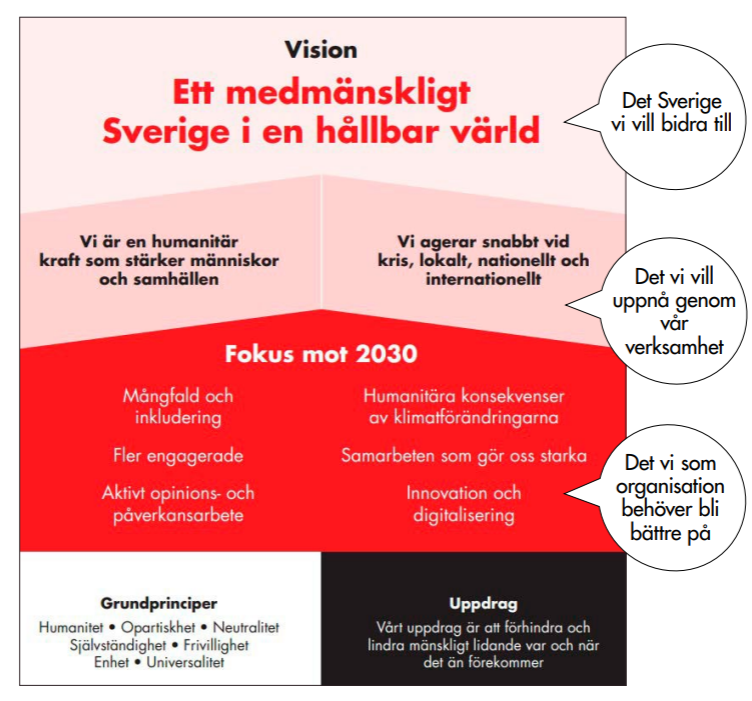 Vision
Ett medmänskligt
Sverige i en hållbar värld
Det Sverige
vi vill bidra till
Vi är en humanitär
kraft som stärker människor
och samhällen
Vi agerar snabbt vid
kris, lokalt, nationellt och
internationellt
Det vi vill
uppnå genom
vår
verksamhet
Fokus mot 2030
Mångfald och
inkludering
Humanitära konsekvenser
av klimatförändringarna
Fler engagerade
Samarbeten som gör oss starka
Aktivt opinions- och
påverkansarbete
Innovation och
digitalisering
Det vi som
organisation
behöver bli
bättre på
Grundprinciper
Humanitet • Opartiskhet • Neutralitet
Självständighet • Frivillighet
Enhet • Universalitet
Uppdrag
Vårt uppdrag är att förhindra och
lindra mänskligt lidande var och när
det än förekommer